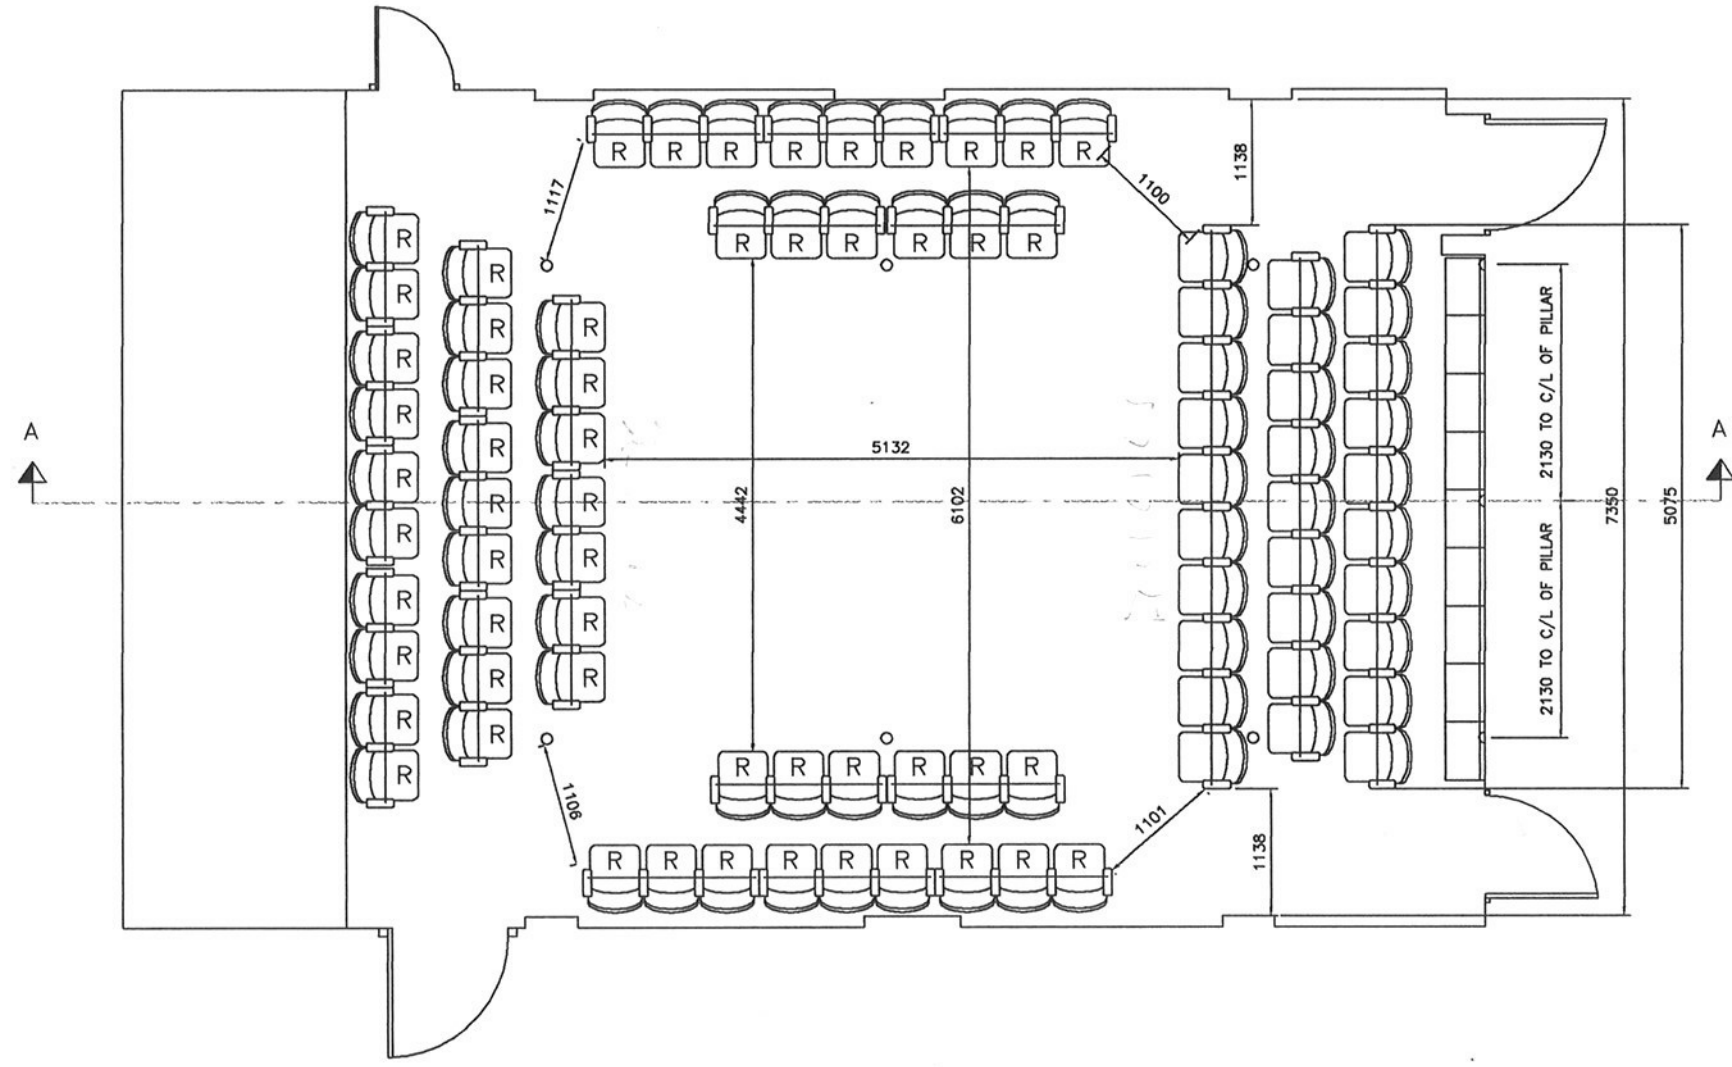 R R R R R R R R R
1117
1100
1138
R R R R R R
R R R R R R R R R R
R R R R R R R R R
R R R R R R R
A
A
5132
4442
6102
2130 TO C/L OF PILLAR
2130 TO C/L OF PILLAR
7350
5075
R R R R R R
1106
1101
1138
R R R R R R R R R